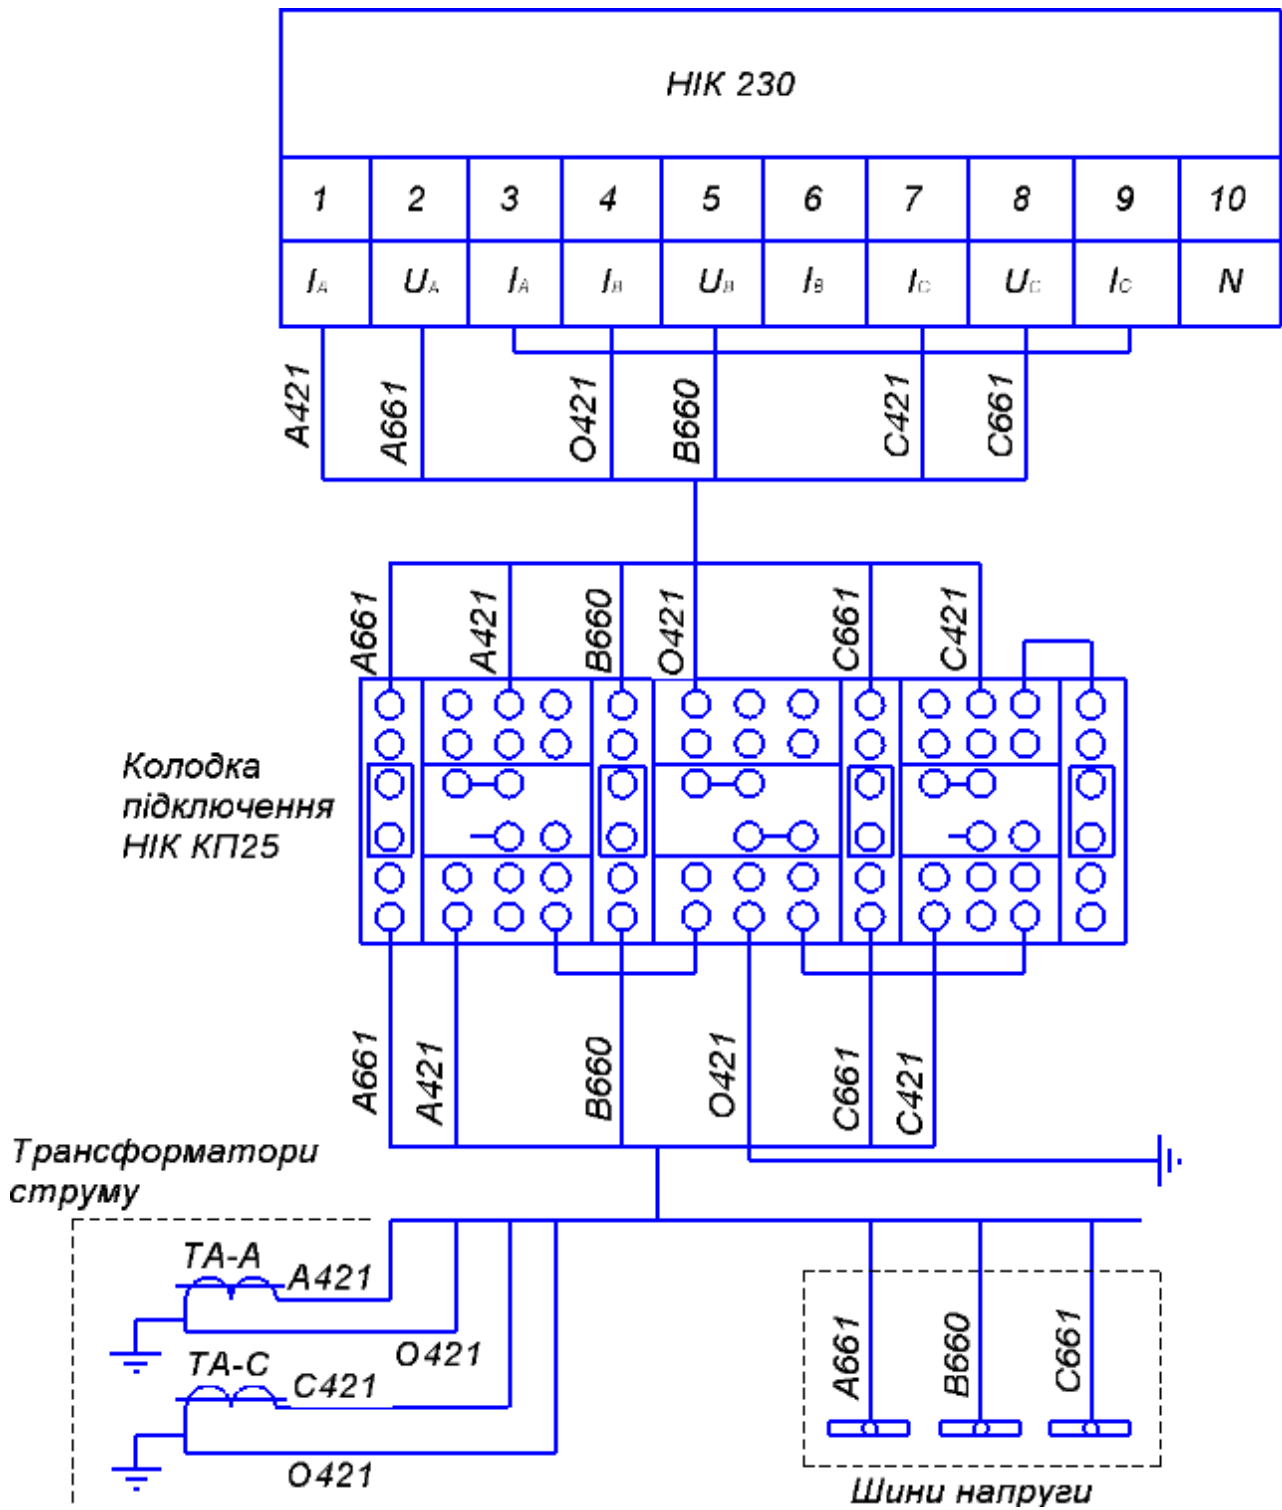 НІК 230
1 2 3 4 5 6 7 8 9 10
IA UA IA IB UB IB IC UC IC N
A421 A661 O421 B660 C421 C661
A661 A421 B660 O421 C661 C421
Колодка
підключення
НІК КП25
A661 A421 B660 O421 C661 C421
Трансформатори
струму
ТА-А
A421
O421
ТА-С
C421
O421
A661 B660 C661
Шини напруги